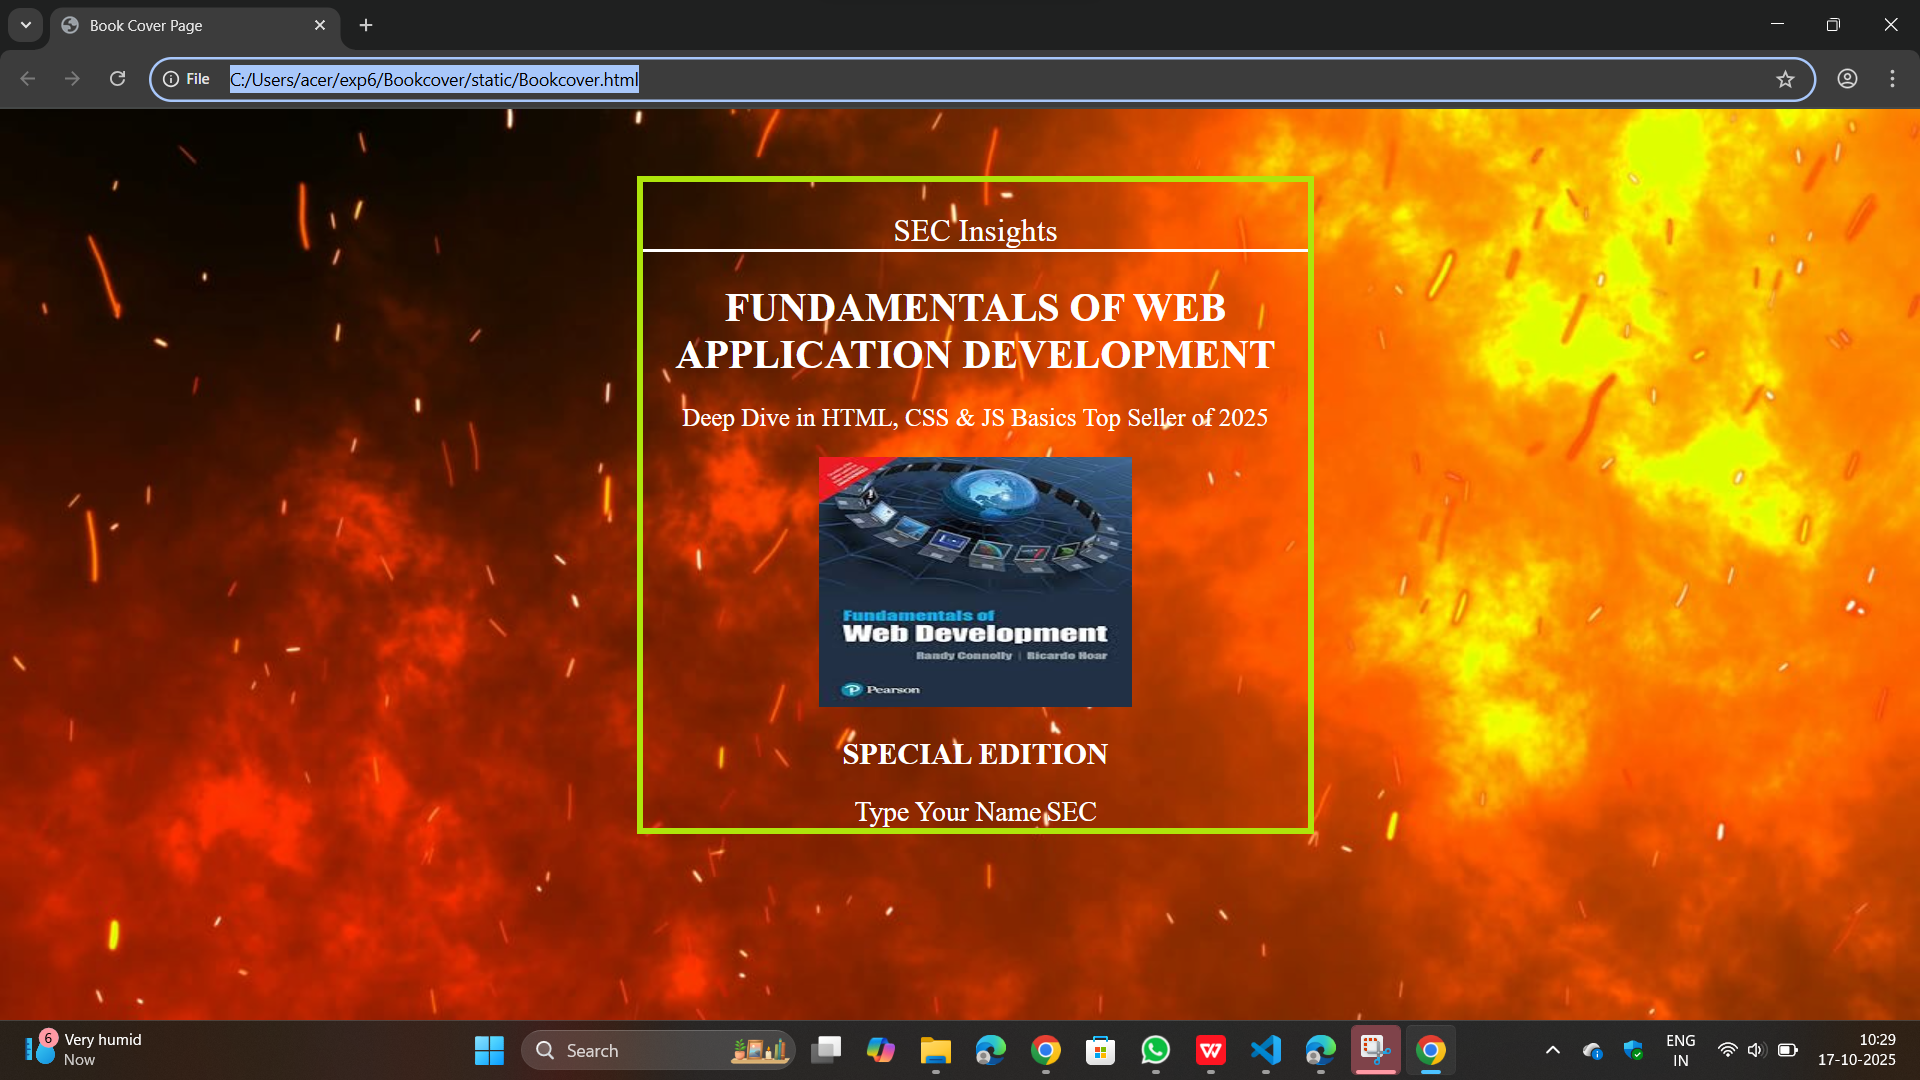 Book Cover Page
File
C:/Users/acer/exp6/Bookcover/static/Bookcover.html
SEC Insights
FUNDAMENTALS OF WEB
APPLICATION DEVELOPMENT
Deep Dive in HTML, CSS & JS Basics Top Seller of 2025
Fundamentals of
Web Development
Randy Connolly | Ricardo Hoar
Pearson
SPECIAL EDITION
Type Your Name SEC
6
Very humid
Now
Search
ENG
IN
10:29
17-10-2025